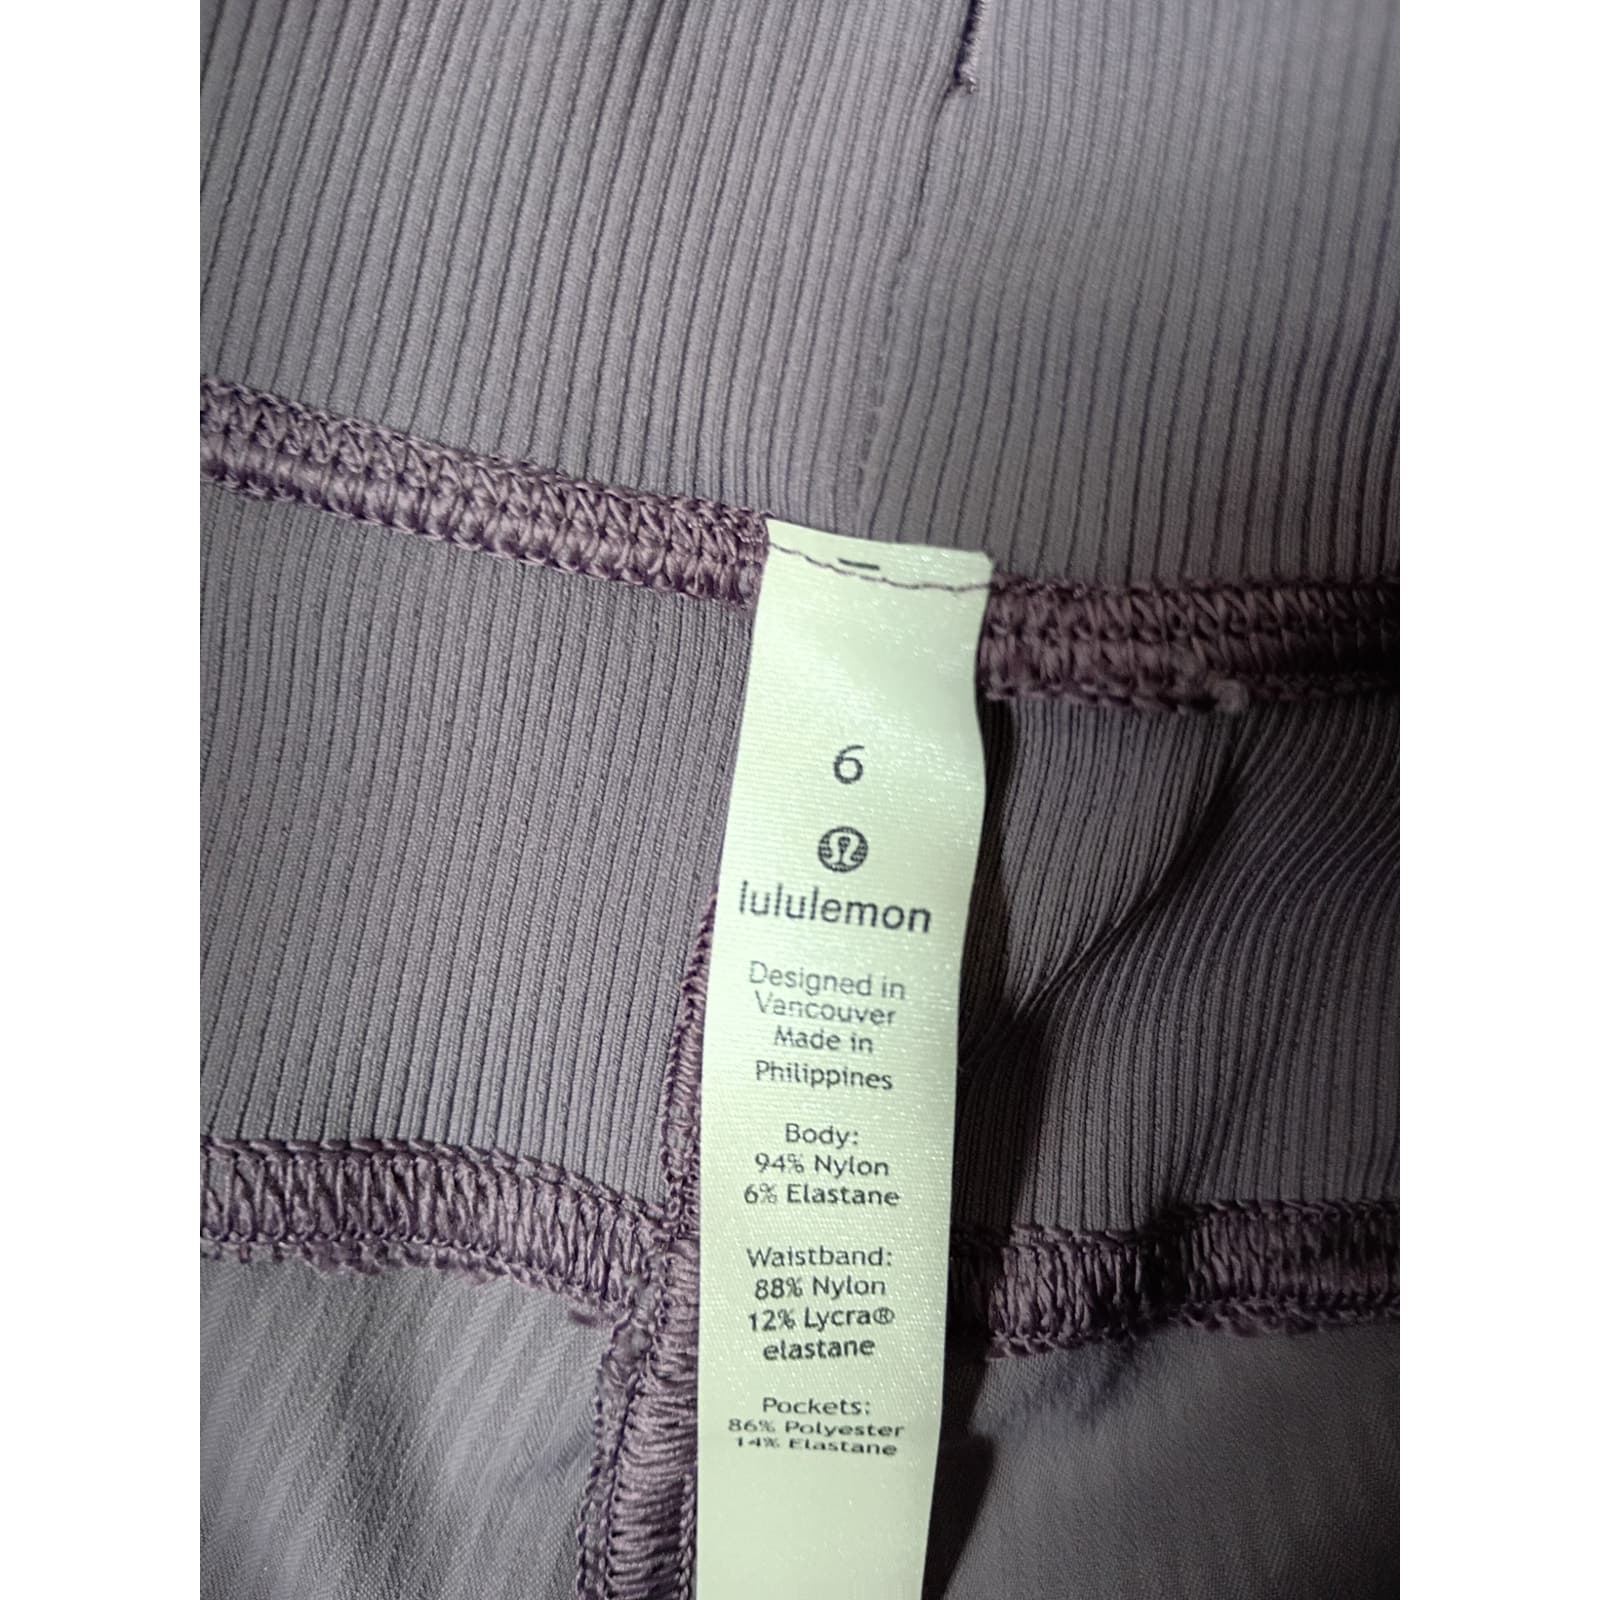 6
lululemon
Designed in
Vancouver
Made in
Philippines
Body:
94% Nylon
6% Elastane
Waistband:
88% Nylon
12% Lycra®
elastane
Pockets:
86% Polyester
14% Elastane